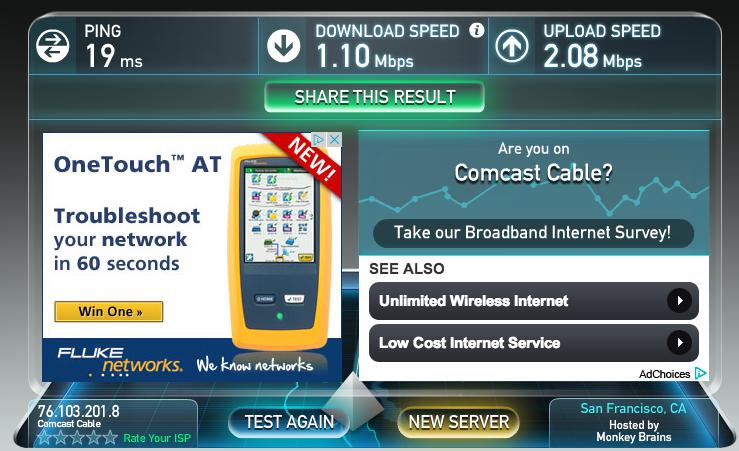 PING
19 ms
DOWNLOAD SPEED
1.10 Mbps
UPLOAD SPEED
2.08 Mbps
SHARE THIS RESULT
OneTouch™ AT
NEW!
Troubleshoot
your network
in 60 seconds
Win One »
HOME
TEST
FLUKE
networks.
We know networks
Are you on
Comcast Cable?
Take our Broadband Internet Survey!
SEE ALSO
Unlimited Wireless Internet
Low Cost Internet Service
AdChoices
76.103.201.8
Comcast Cable
Rate Your ISP
TEST AGAIN
NEW SERVER
San Francisco, CA
Hosted by
Monkey Brains